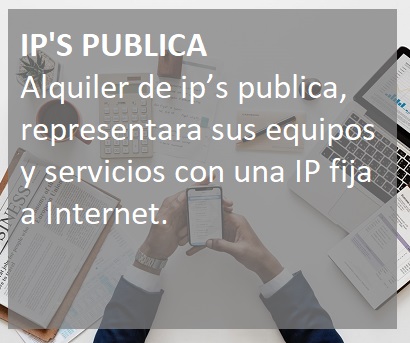 IP'S PUBLICA
Alquiler de ip’s publica,
representara sus equipos
y servicios con una IP fija
a Internet.